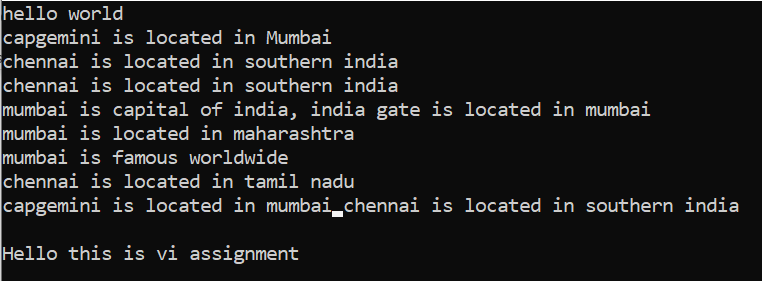 hello world
capgemini is located in Mumbai
chennai is located in southern india
chennai is located in southern india
mumbai is capital of india, india gate is located in mumbai
mumbai is located in maharashtra
mumbai is famous worldwide
chennai is located in tamil nadu
capgemini is located in mumbai chennai is located in southern india
Hello this is vi assignment